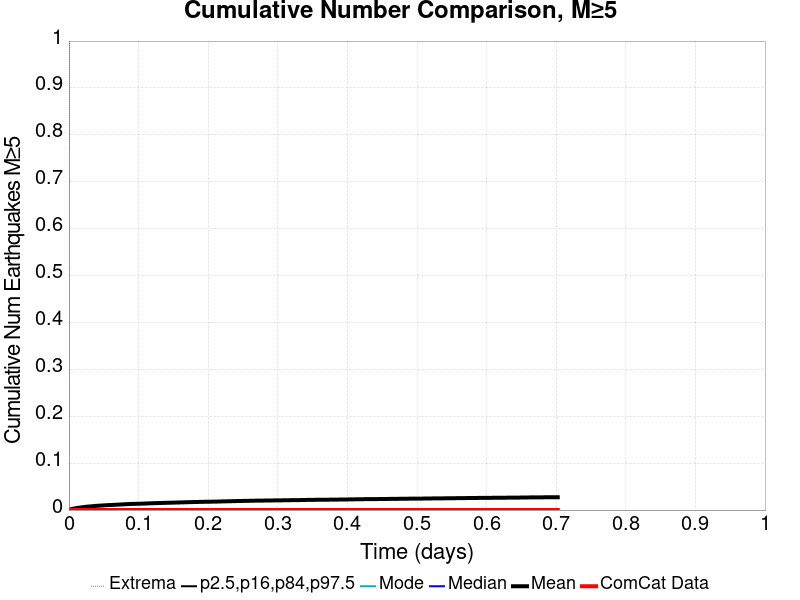 Cumulative Number Comparison, M≥5
Cumulative Num Earthquakes M≥5
1
0.9
0.8
0.7
0.6
0.5
0.4
0.3
0.2
0.1
0
0 0.1 0.2 0.3 0.4 0.5 0.6 0.7 0.8 0.9 1
Time (days)
Extrema p2.5,p16,p84,p97.5 Mode Median Mean ComCat Data